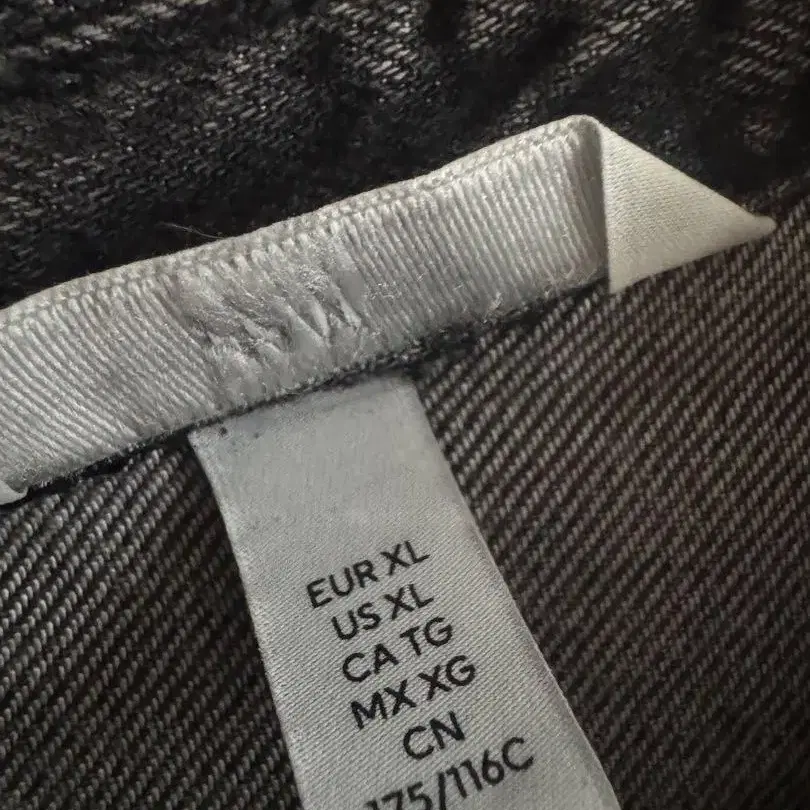 EUR XL
US XL
CA TG
MX XG
CN
175/116C